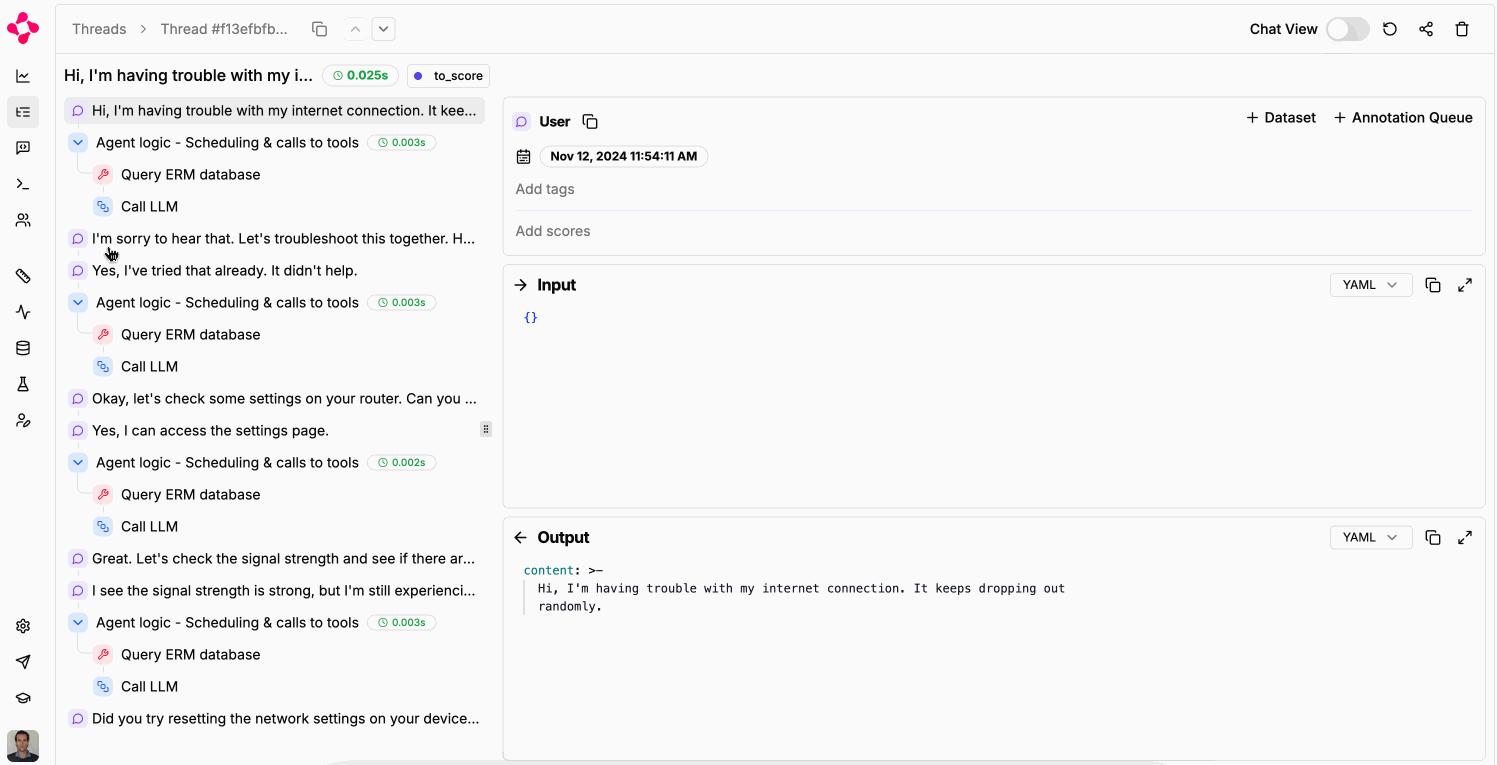 Threads > Thread #f13efbfb...
Chat View
Hi, I'm having trouble with my i... 0.025s to_score
Hi, I'm having trouble with my internet connection. It kee...
Agent logic - Scheduling & calls to tools 0.003s
Query ERM database
Call LLM
I'm sorry to hear that. Let's troubleshoot this together. H...
Yes, I've tried that already. It didn't help.
Agent logic - Scheduling & calls to tools 0.003s
Query ERM database
Call LLM
Okay, let's check some settings on your router. Can you ...
Yes, I can access the settings page.
Agent logic - Scheduling & calls to tools 0.002s
Query ERM database
Call LLM
Great. Let's check the signal strength and see if there ar...
I see the signal strength is strong, but I'm still experienci...
Agent logic - Scheduling & calls to tools 0.003s
Query ERM database
Call LLM
Did you try resetting the network settings on your device...
User
+ Dataset + Annotation Queue
Nov 12, 2024 11:54:11 AM
Add tags
Add scores
Input YAML
{}
Output YAML
content: >-
Hi, I'm having trouble with my internet connection. It keeps dropping out
randomly.